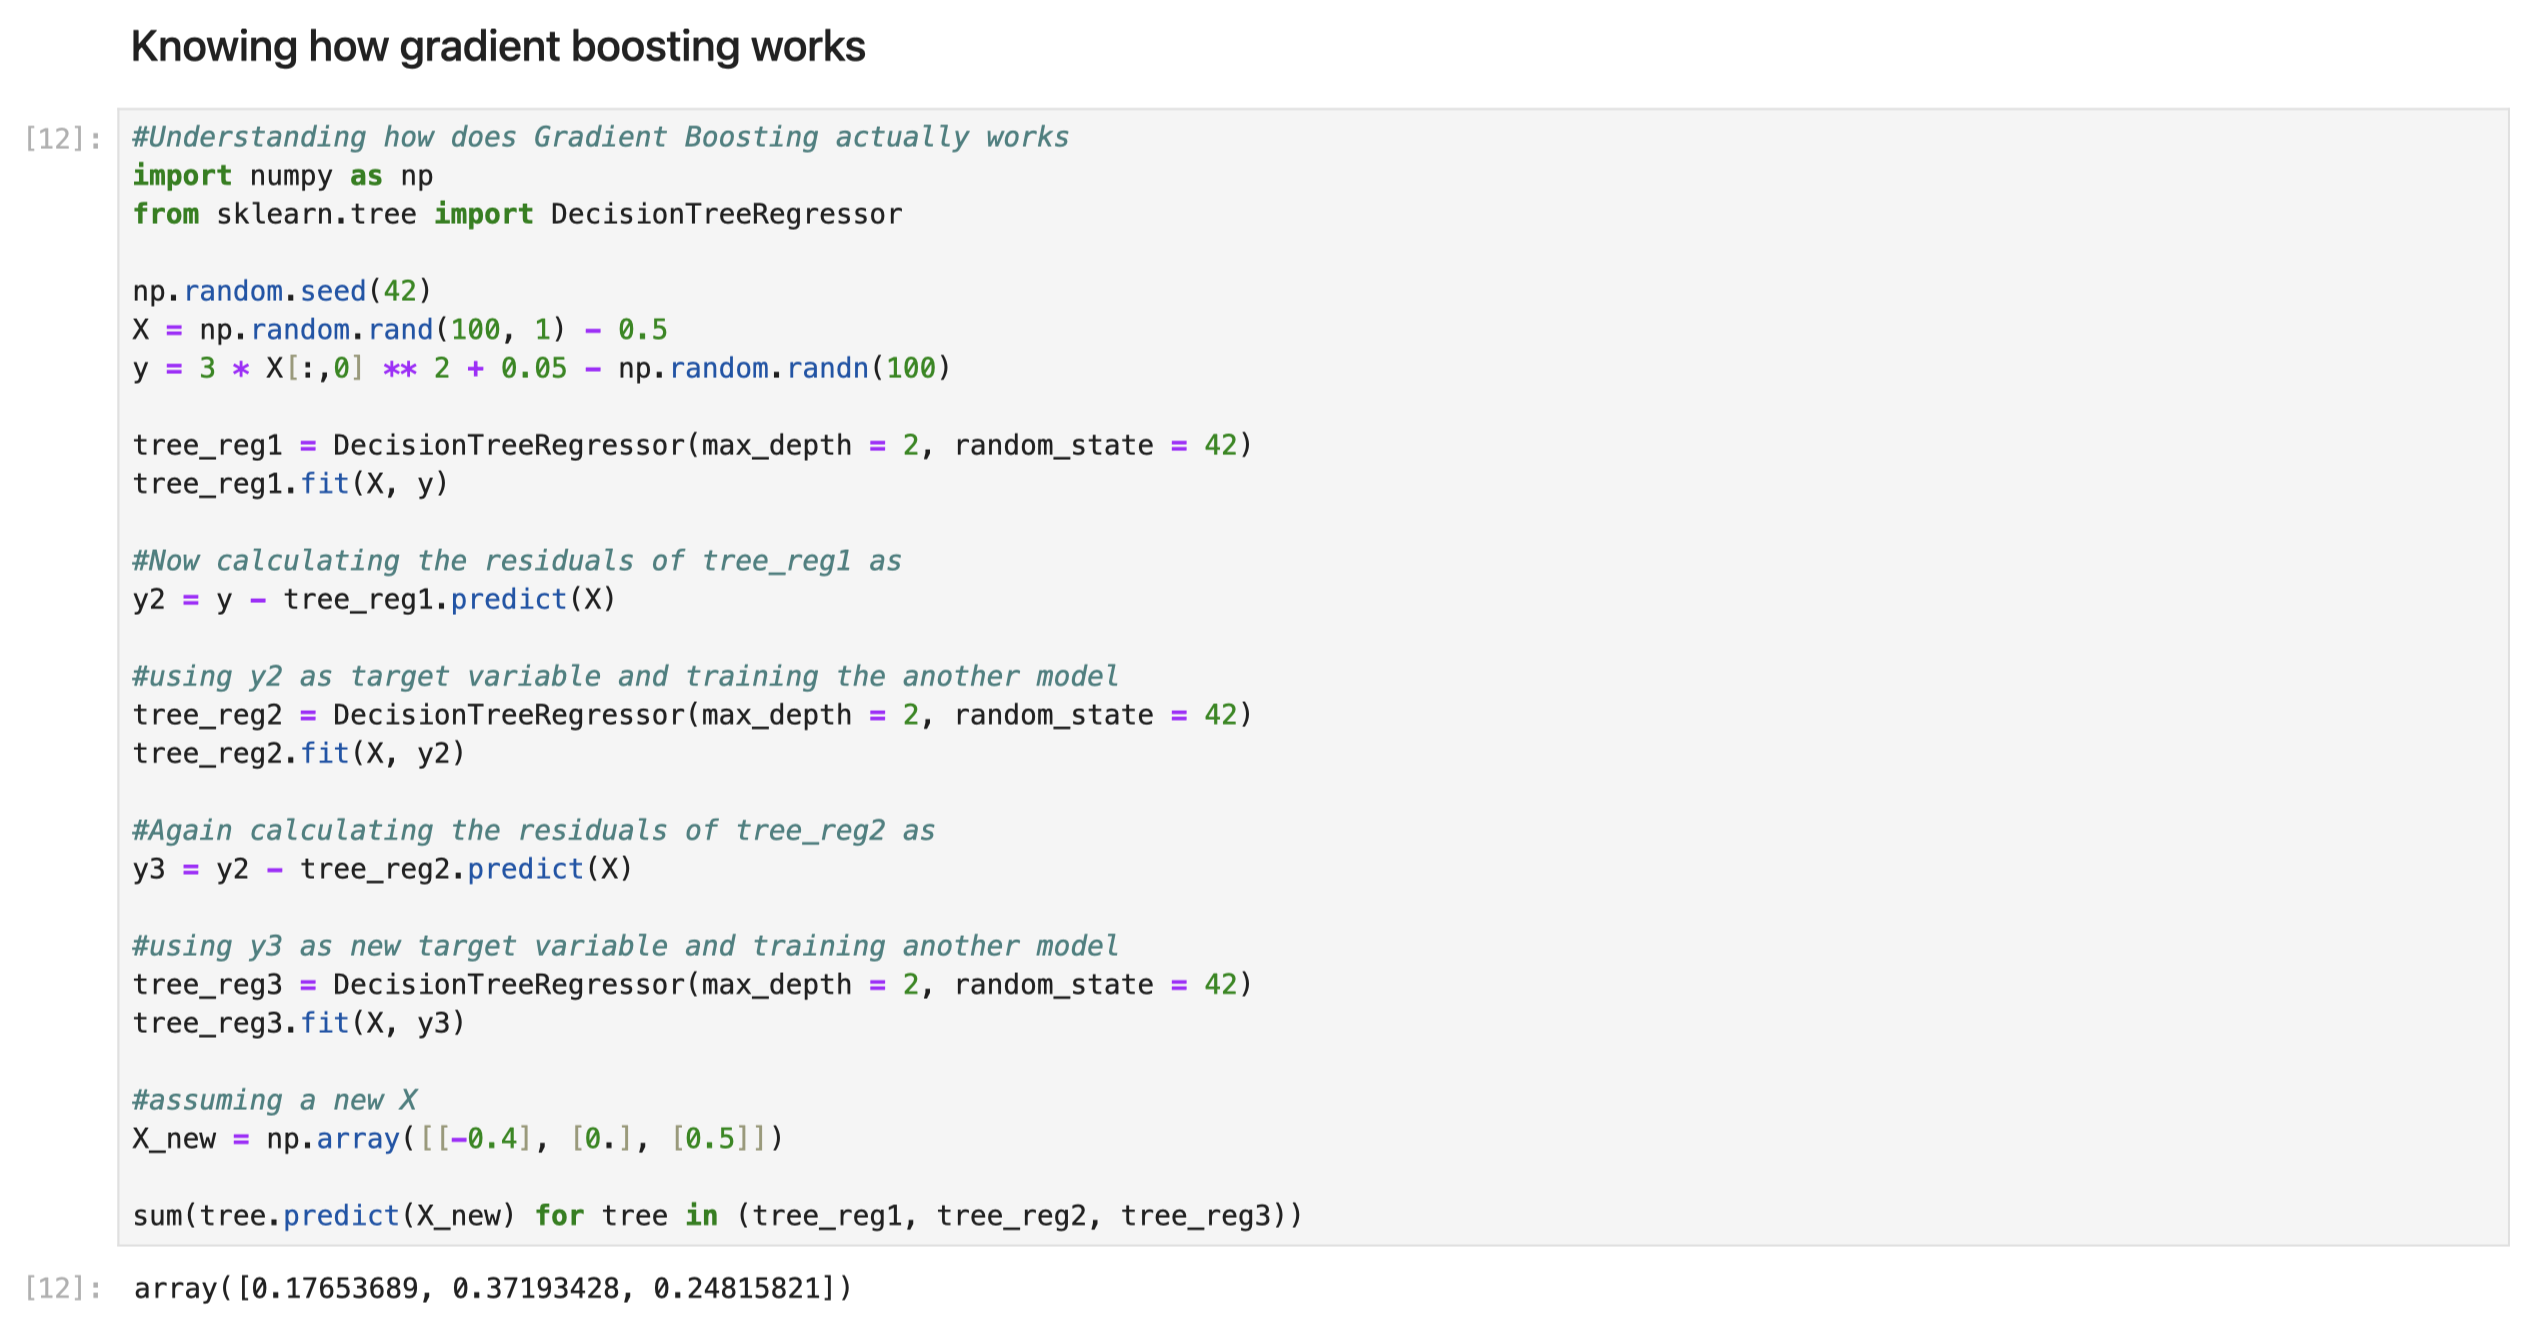 Knowing how gradient boosting works
[12]:
#Understanding how does Gradient Boosting actually works
import numpy as np
from sklearn.tree import DecisionTreeRegressor
np.random.seed(42)
X = np.random.rand(100, 1) - 0.5
y = 3 * X[:,0] ** 2 + 0.05 - np.random.randn(100)
tree_reg1 = DecisionTreeRegressor(max_depth = 2, random_state = 42)
tree_reg1.fit(X, y)
#Now calculating the residuals of tree_reg1 as
y2 = y - tree_reg1.predict(X)
#using y2 as target variable and training the another model
tree_reg2 = DecisionTreeRegressor(max_depth = 2, random_state = 42)
tree_reg2.fit(X, y2)
#Again calculating the residuals of tree_reg2 as
y3 = y2 - tree_reg2.predict(X)
#using y3 as new target variable and training another model
tree_reg3 = DecisionTreeRegressor(max_depth = 2, random_state = 42)
tree_reg3.fit(X, y3)
#assuming a new X
X_new = np.array([[-0.4], [0.], [0.5]])
sum(tree.predict(X_new) for tree in (tree_reg1, tree_reg2, tree_reg3))
[12]: array([0.17653689, 0.37193428, 0.24815821])